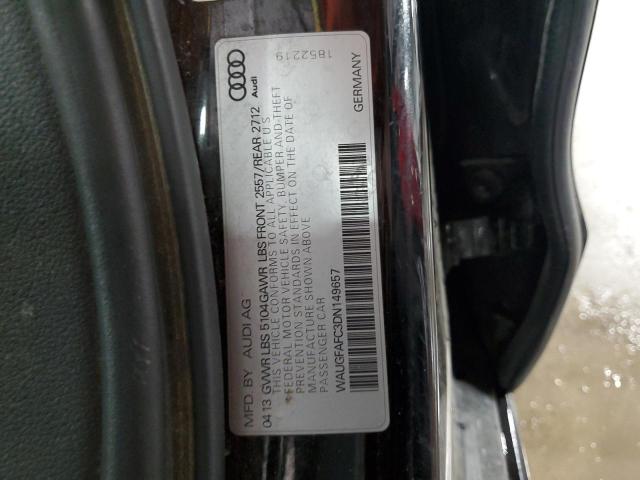 MFD. BY AUDI AG
04 13 GVWR LBS 5104 GAWR LBS FRONT 2557/REAR 2712
THIS VEHICLE CONFORMS TO ALL APPLICABLE U.S
FEDERAL MOTOR VEHICLE SAFETY, BUMPER AND THEFT
PREVENTION STANDARDS IN EFFECT ON THE DATE OF
MANUFACTURE SHOWN ABOVE
PASSENGER CAR
WAUGFAFC3DN149657
GERMANY
Audi
1852219